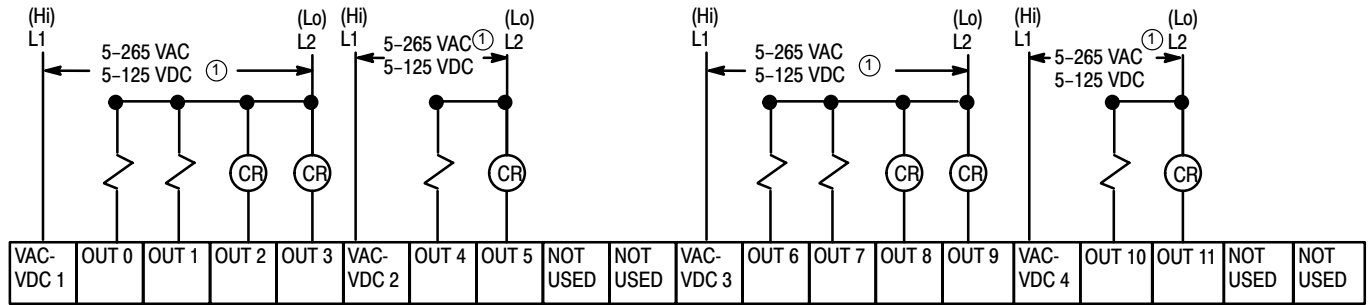 (Hi) (Lo) (Hi) (Lo) (Hi) (Lo) (Hi) (Lo)
L1 L2 L1 L2 L1 L2 L1 L2
5–265 VAC
5–125 VDC ①
5–265 VAC ①
5–125 VDC
5–265 VAC
5–125 VDC ①
5–265 VAC ①
5–125 VDC
CR CR CR CR CR CR
VAC- OUT 0 OUT 1 OUT 2 OUT 3 VAC- OUT 4 OUT 5 NOT NOT VAC- OUT 6 OUT 7 OUT 8 OUT 9 VAC- OUT 10 OUT 11 NOT NOT
VDC 1 VDC 2 USED USED VDC 3 VDC 4 USED USED